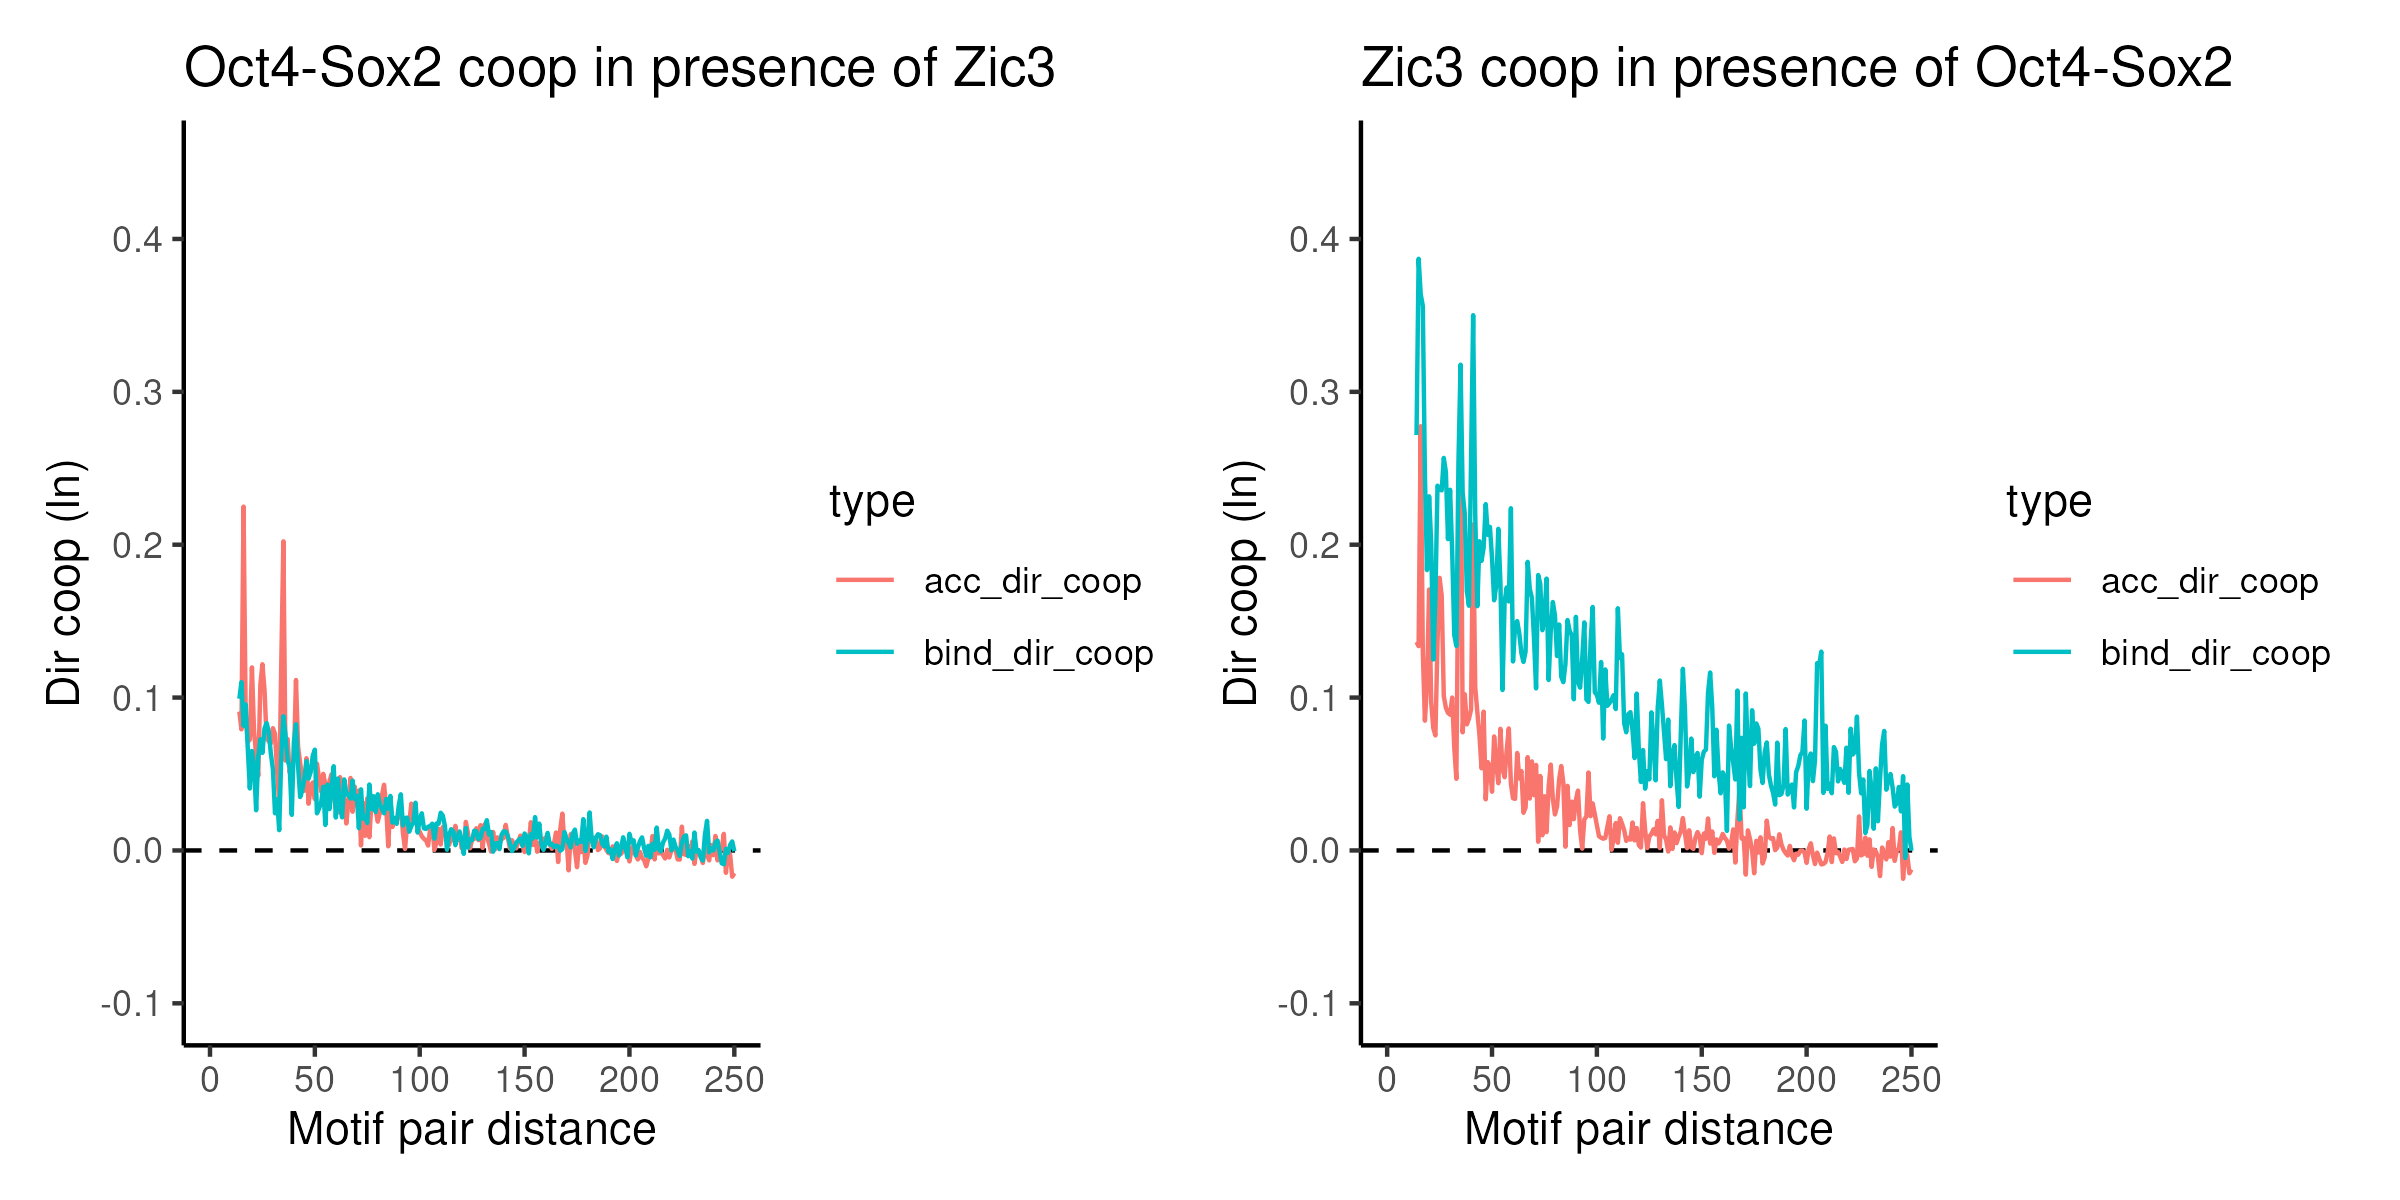 Oct4-Sox2 coop in presence of Zic3
Dir coop (ln)
0.4
0.3
0.2
0.1
0.0
-0.1
0 50 100 150 200 250
Motif pair distance
type
acc_dir_coop
bind_dir_coop
Zic3 coop in presence of Oct4-Sox2
Dir coop (ln)
0.4
0.3
0.2
0.1
0.0
-0.1
0 50 100 150 200 250
Motif pair distance
type
acc_dir_coop
bind_dir_coop